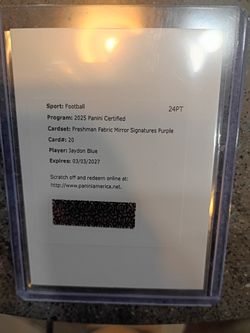 Sport: Football 24PT
Program: 2025 Panini Certified
Cardset: Freshman Fabric Mirror Signatures Purple
Card#: 20
Player: Jaydon Blue
Expires: 03/03/2027
Scratch off and redeem online at:
http://www.paniniamerica.net.